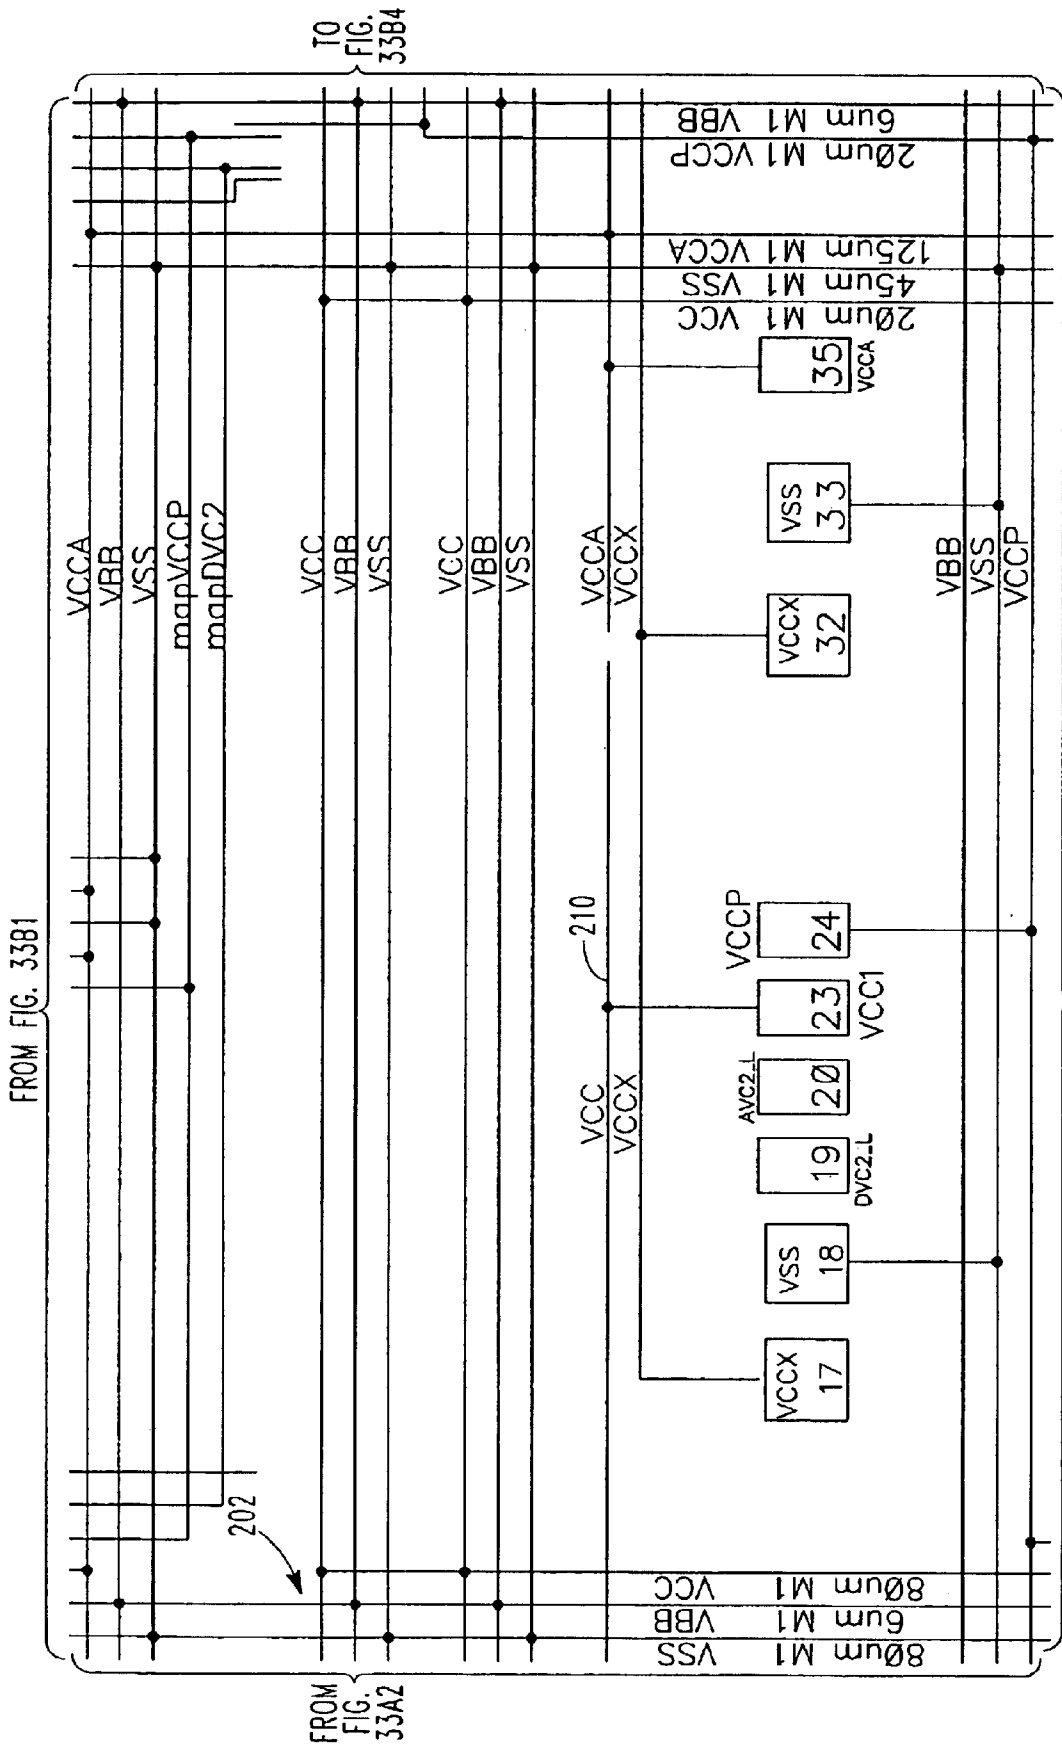 FROM FIG. 33B1
TO
FIG.
33B4
FROM
FIG.
33A2
202
VCCA
VBB
VSS
mapVCCP
mapDVC2
VCC
VBB
VSS
VCC
VBB
VSS
210
VCC
VCCX
VCCA
VCCX
VCCX
17
VSS
18
19
DVC2_L
AVC2_L
20
23
VCC1
VCCP
24
VCCX
32
VSS
33
35
VCCA
VBB
VSS
VCCP
80um M1 VSS
6um M1 VBB
80um M1 VCC
20um M1 VCC
45um M1 VSS
125um M1 VCCA
20um M1 VCCP
6um M1 VBB